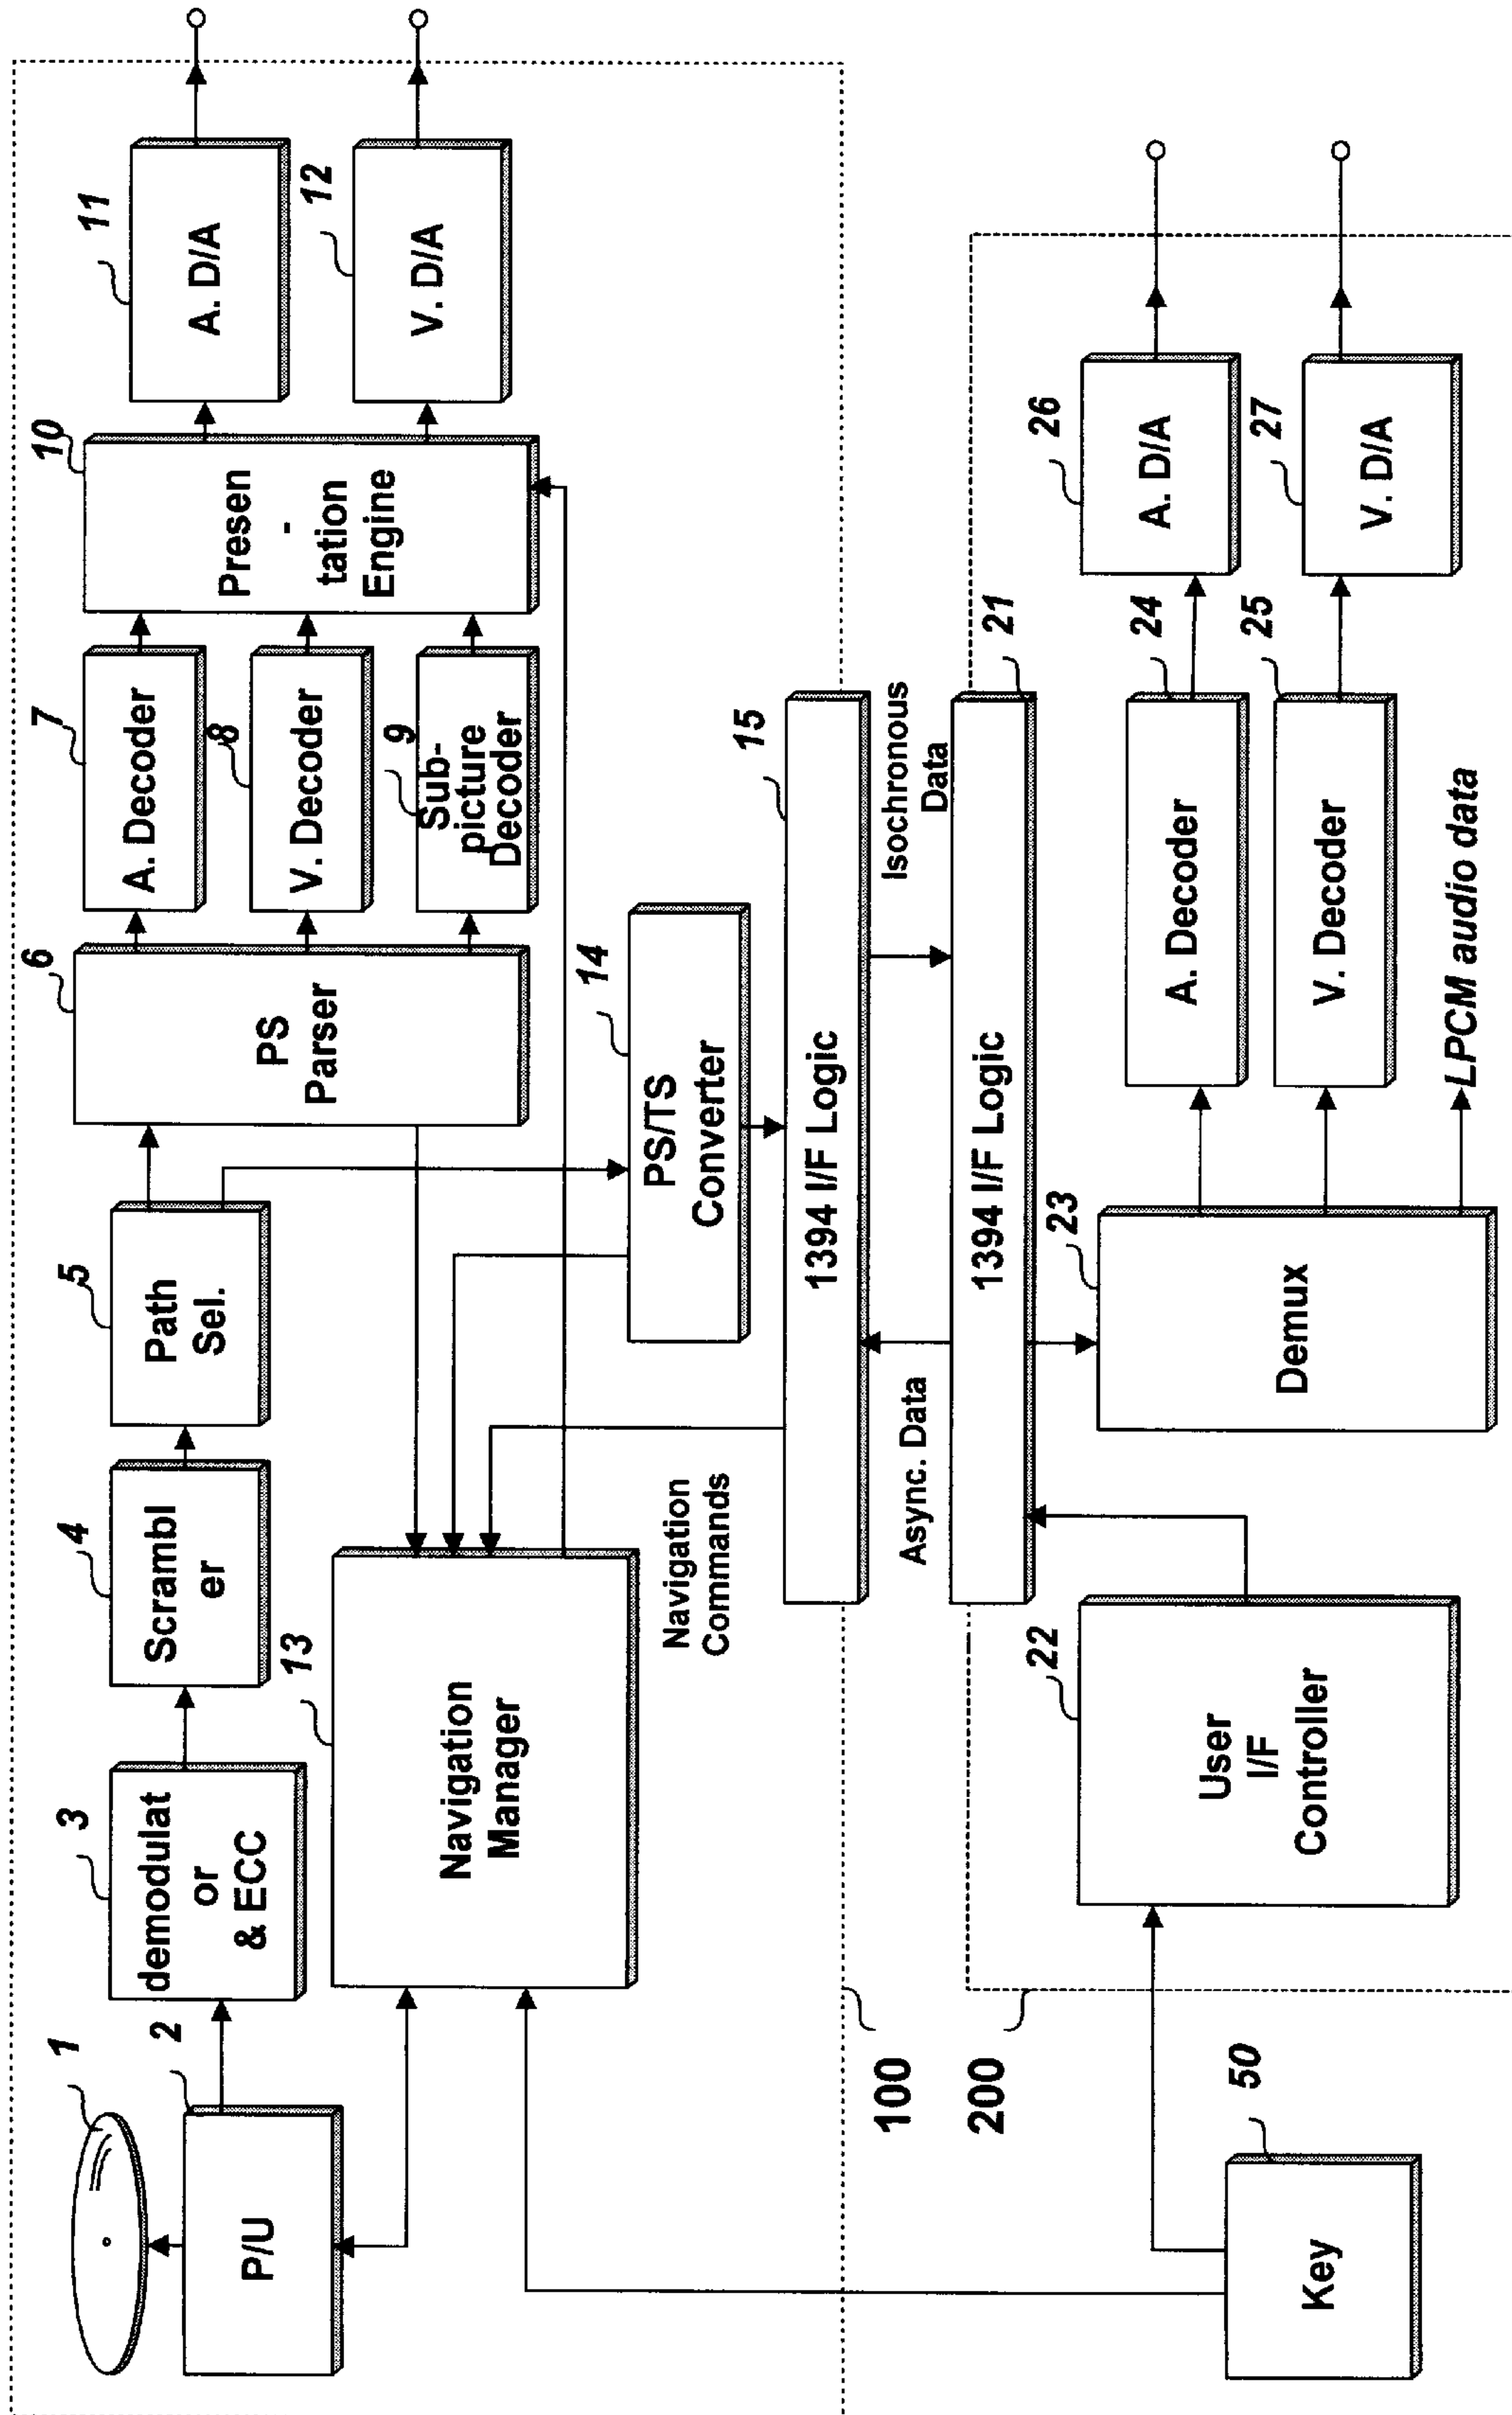 1
2
P/U
3
demodulat
or
& ECC
4
Scrambl
er
5
Path
Sel.
6
PS
Parser
7
A. Decoder
8
V. Decoder
9
Sub-
picture
Decoder
10
Presen
-
tation
Engine
11
A. D/A
12
V. D/A
13
Navigation
Manager
14
PS/TS
Converter
Navigation
Commands
15
1394 I/F Logic
Async. Data
Isochronous
Data
100
200
21
1394 I/F Logic
50
Key
22
User
I/F
Controller
23
Demux
24
A. Decoder
25
V. Decoder
LPCM audio data
26
A. D/A
27
V. D/A